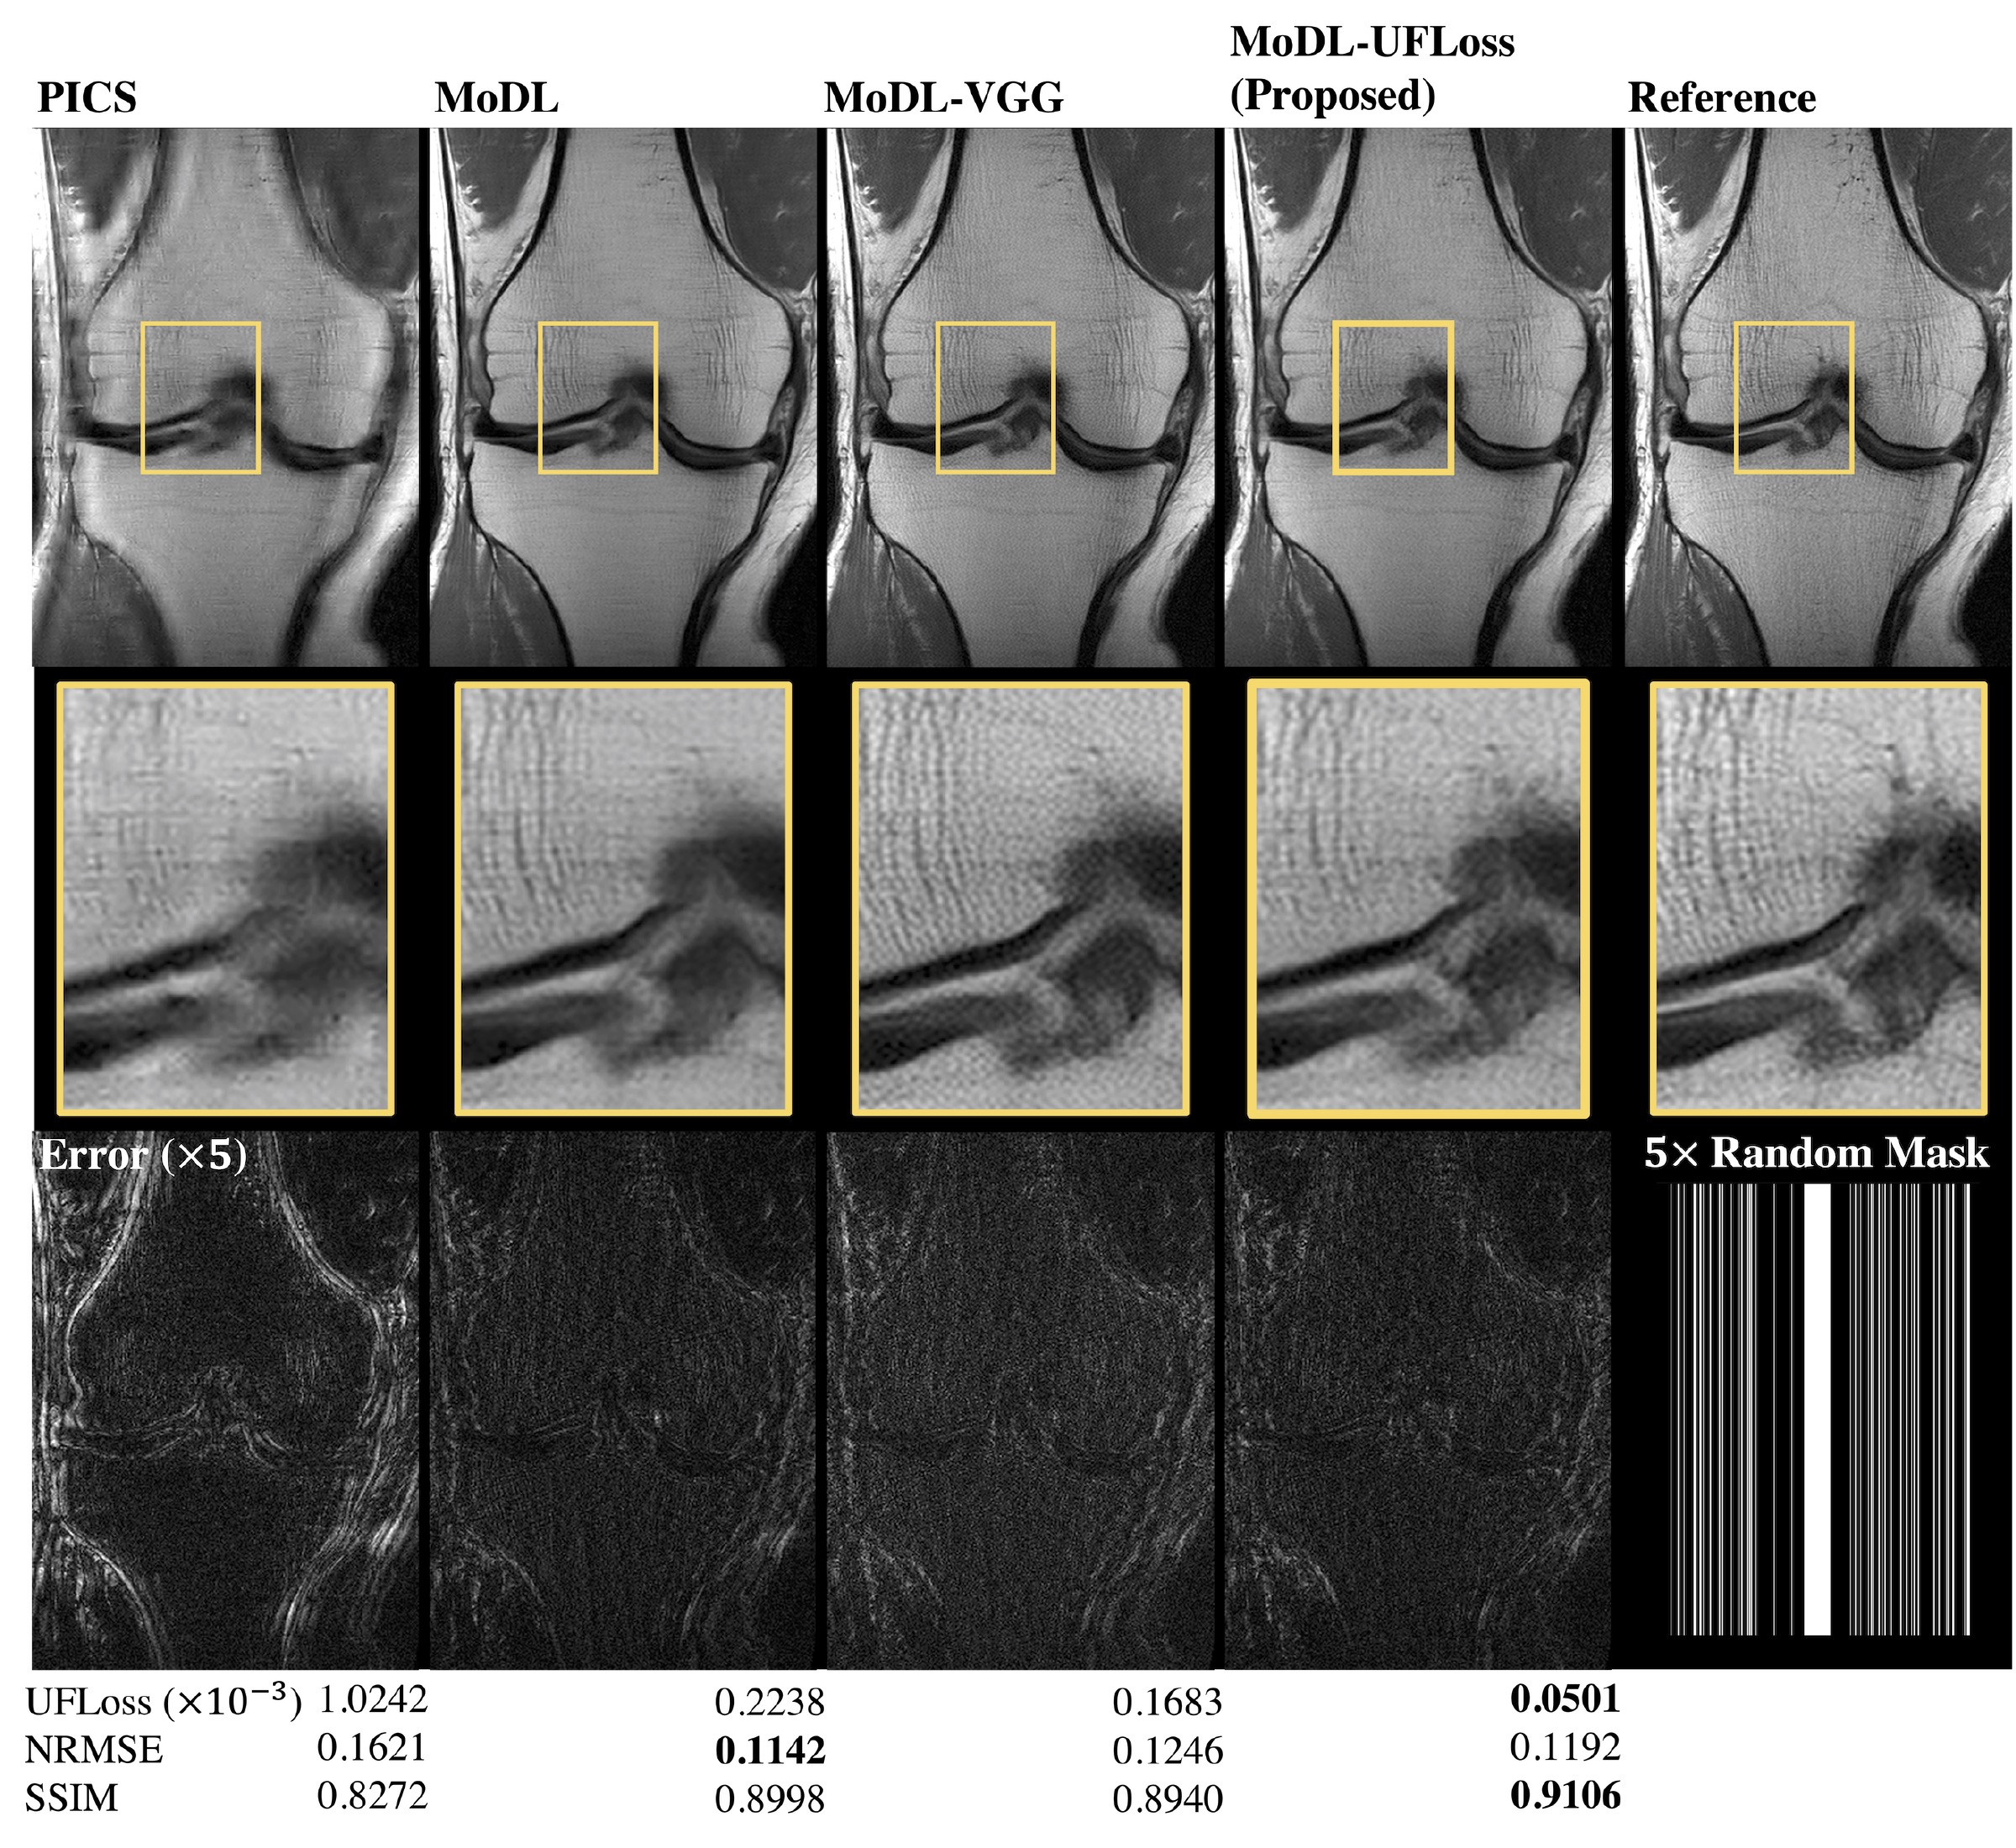 PICS MoDL MoDL-VGG MoDL-UFLoss (Proposed) Reference
Error (×5)
5× Random Mask
UFLoss (×10⁻³) 1.0242 0.2238 0.1683 0.0501
NRMSE 0.1621 0.1142 0.1246 0.1192
SSIM 0.8272 0.8998 0.8940 0.9106